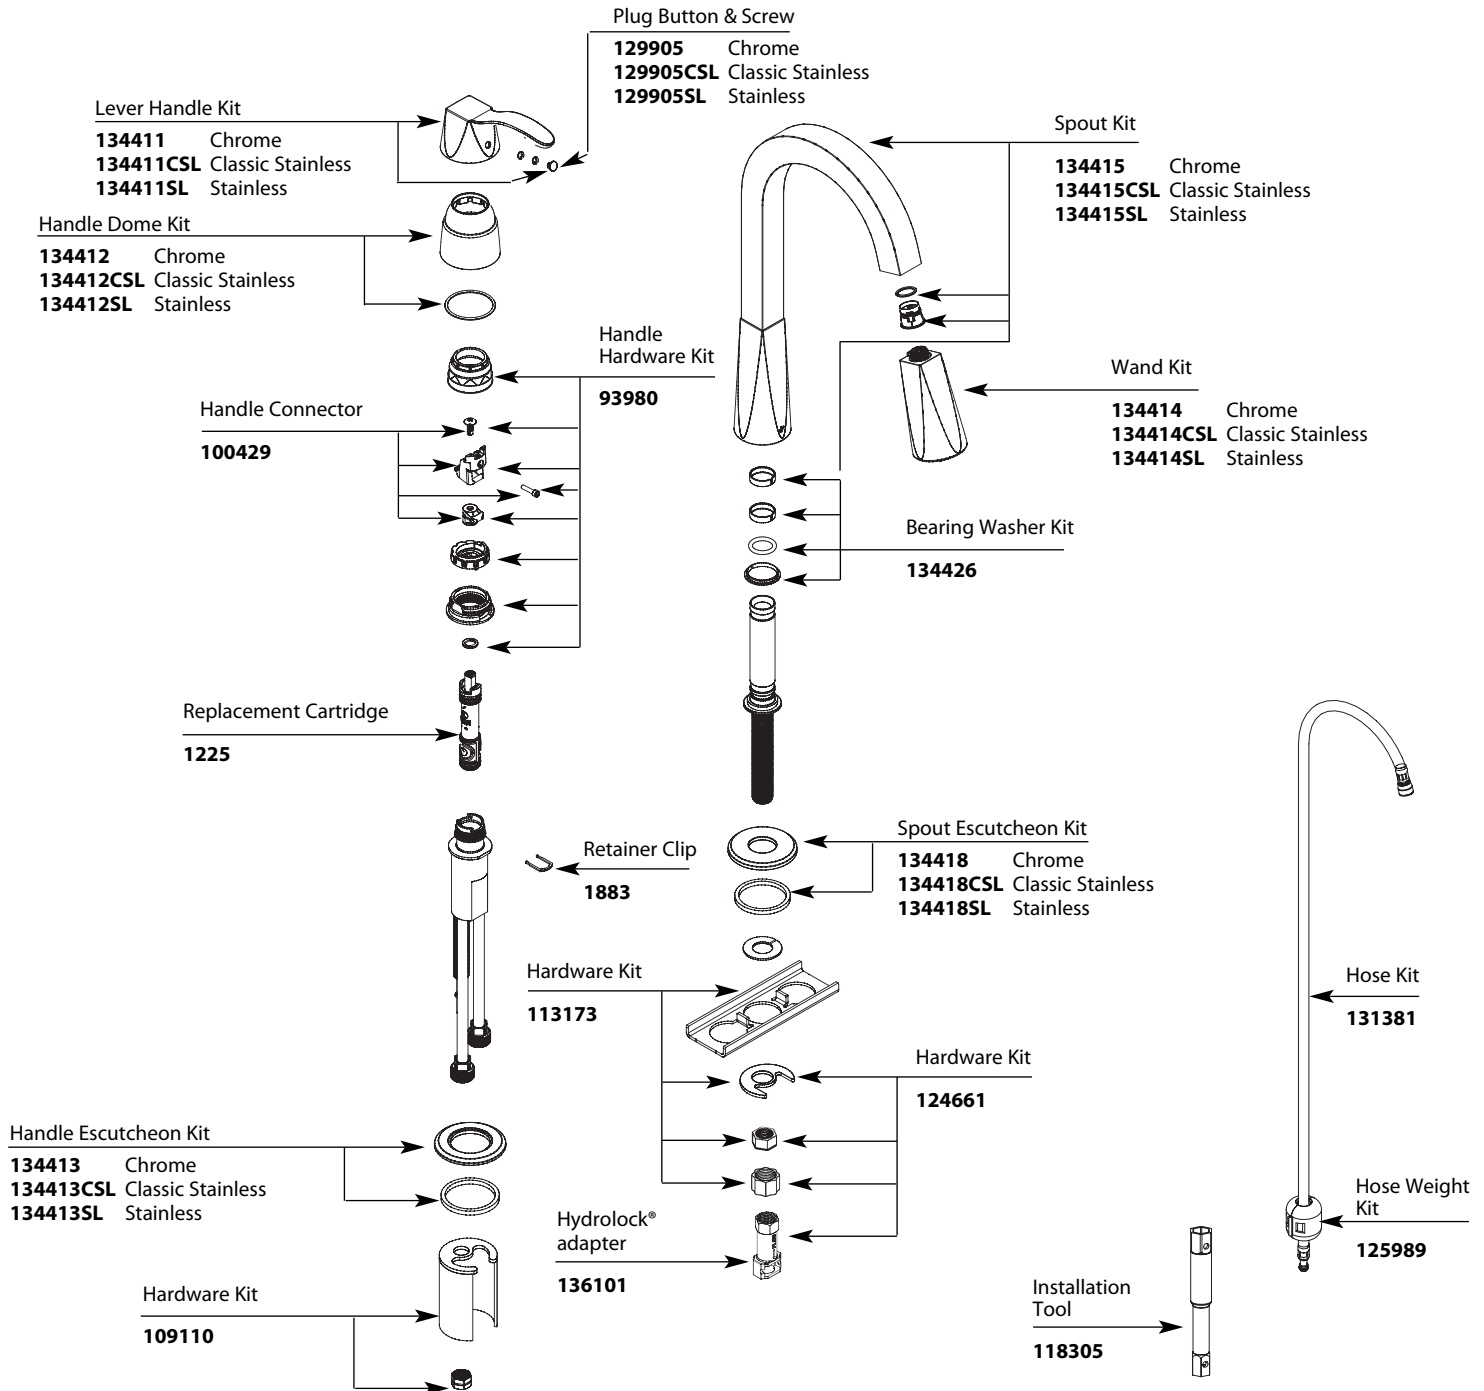 Plug Button & Screw
129905 Chrome
129905CSL Classic Stainless
129905SL Stainless
Lever Handle Kit
134411 Chrome
134411CSL Classic Stainless
134411SL Stainless
Spout Kit
134415 Chrome
134415CSL Classic Stainless
134415SL Stainless
Handle Dome Kit
134412 Chrome
134412CSL Classic Stainless
134412SL Stainless
Handle
Hardware Kit
93980
Wand Kit
134414 Chrome
134414CSL Classic Stainless
134414SL Stainless
Handle Connector
100429
Bearing Washer Kit
134426
Replacement Cartridge
1225
Spout Escutcheon Kit
134418 Chrome
134418CSL Classic Stainless
134418SL Stainless
Retainer Clip
1883
Hardware Kit
113173
Hose Kit
131381
Hardware Kit
124661
Handle Escutcheon Kit
134413 Chrome
134413CSL Classic Stainless
134413SL Stainless
Hose Weight
Kit
125989
Hydrolock®
adapter
136101
Installation
Tool
118305
Hardware Kit
109110